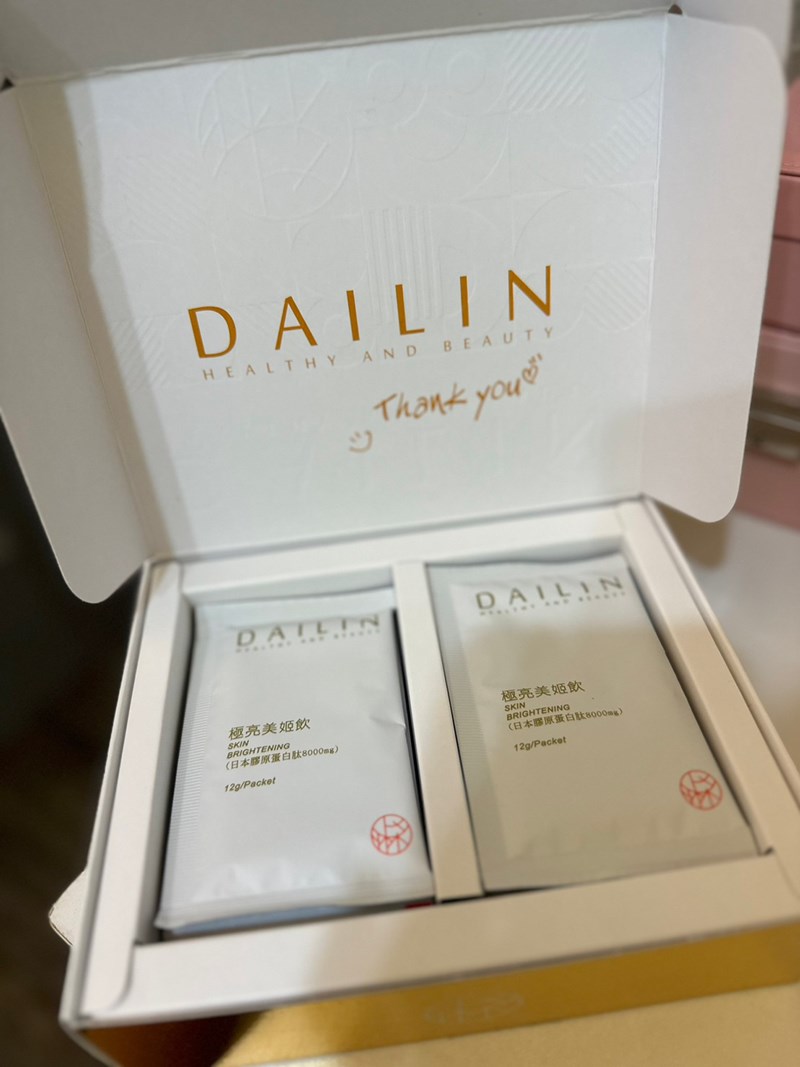 DAILIN
HEALTHY AND BEAUTY
Thank you
DAILIN
HEALTHY AND BEAUTY
極亮美姬飲
SKIN
BRIGHTENING
(日本膠原蛋白肽8000mg)
12g/Packet
DAILIN
HEALTHY AND BEAUTY
極亮美姬飲
SKIN
BRIGHTENING
(日本膠原蛋白肽8000mg)
12g/Packet